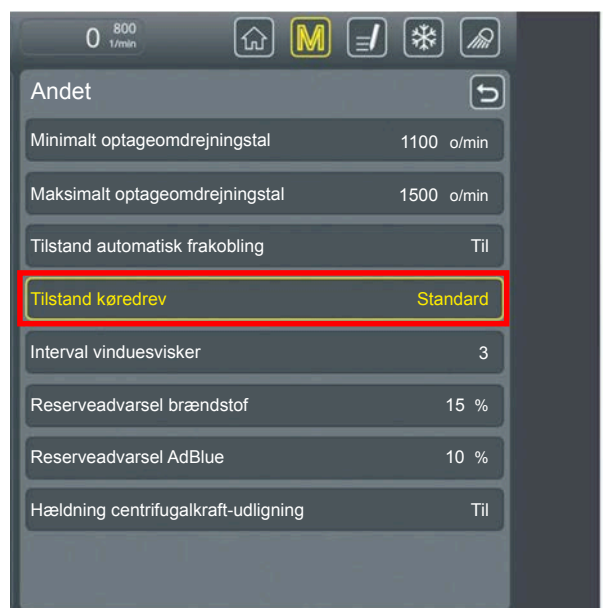 0 800 1/min M
Andet
Minimalt optageomdrejningstal 1100 o/min
Maksimalt optageomdrejningstal 1500 o/min
Tilstand automatisk frakobling Til
Tilstand køredrev Standard
Interval vinduesvisker 3
Reserveadvarsel brændstof 15 %
Reserveadvarsel AdBlue 10 %
Hældning centrifugalkraft-udligning Til